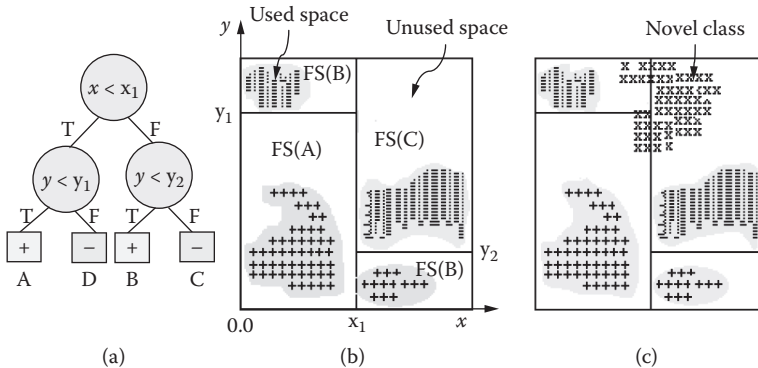 x < x1
T F
y < y1
y < y2
T F T F
+ − + −
A D B C
(a)
y Used space
Unused space
FS(B)
y1
FS(A)
FS(C)
y2
FS(B)
0.0 x1 x
(b)
Novel class
(c)